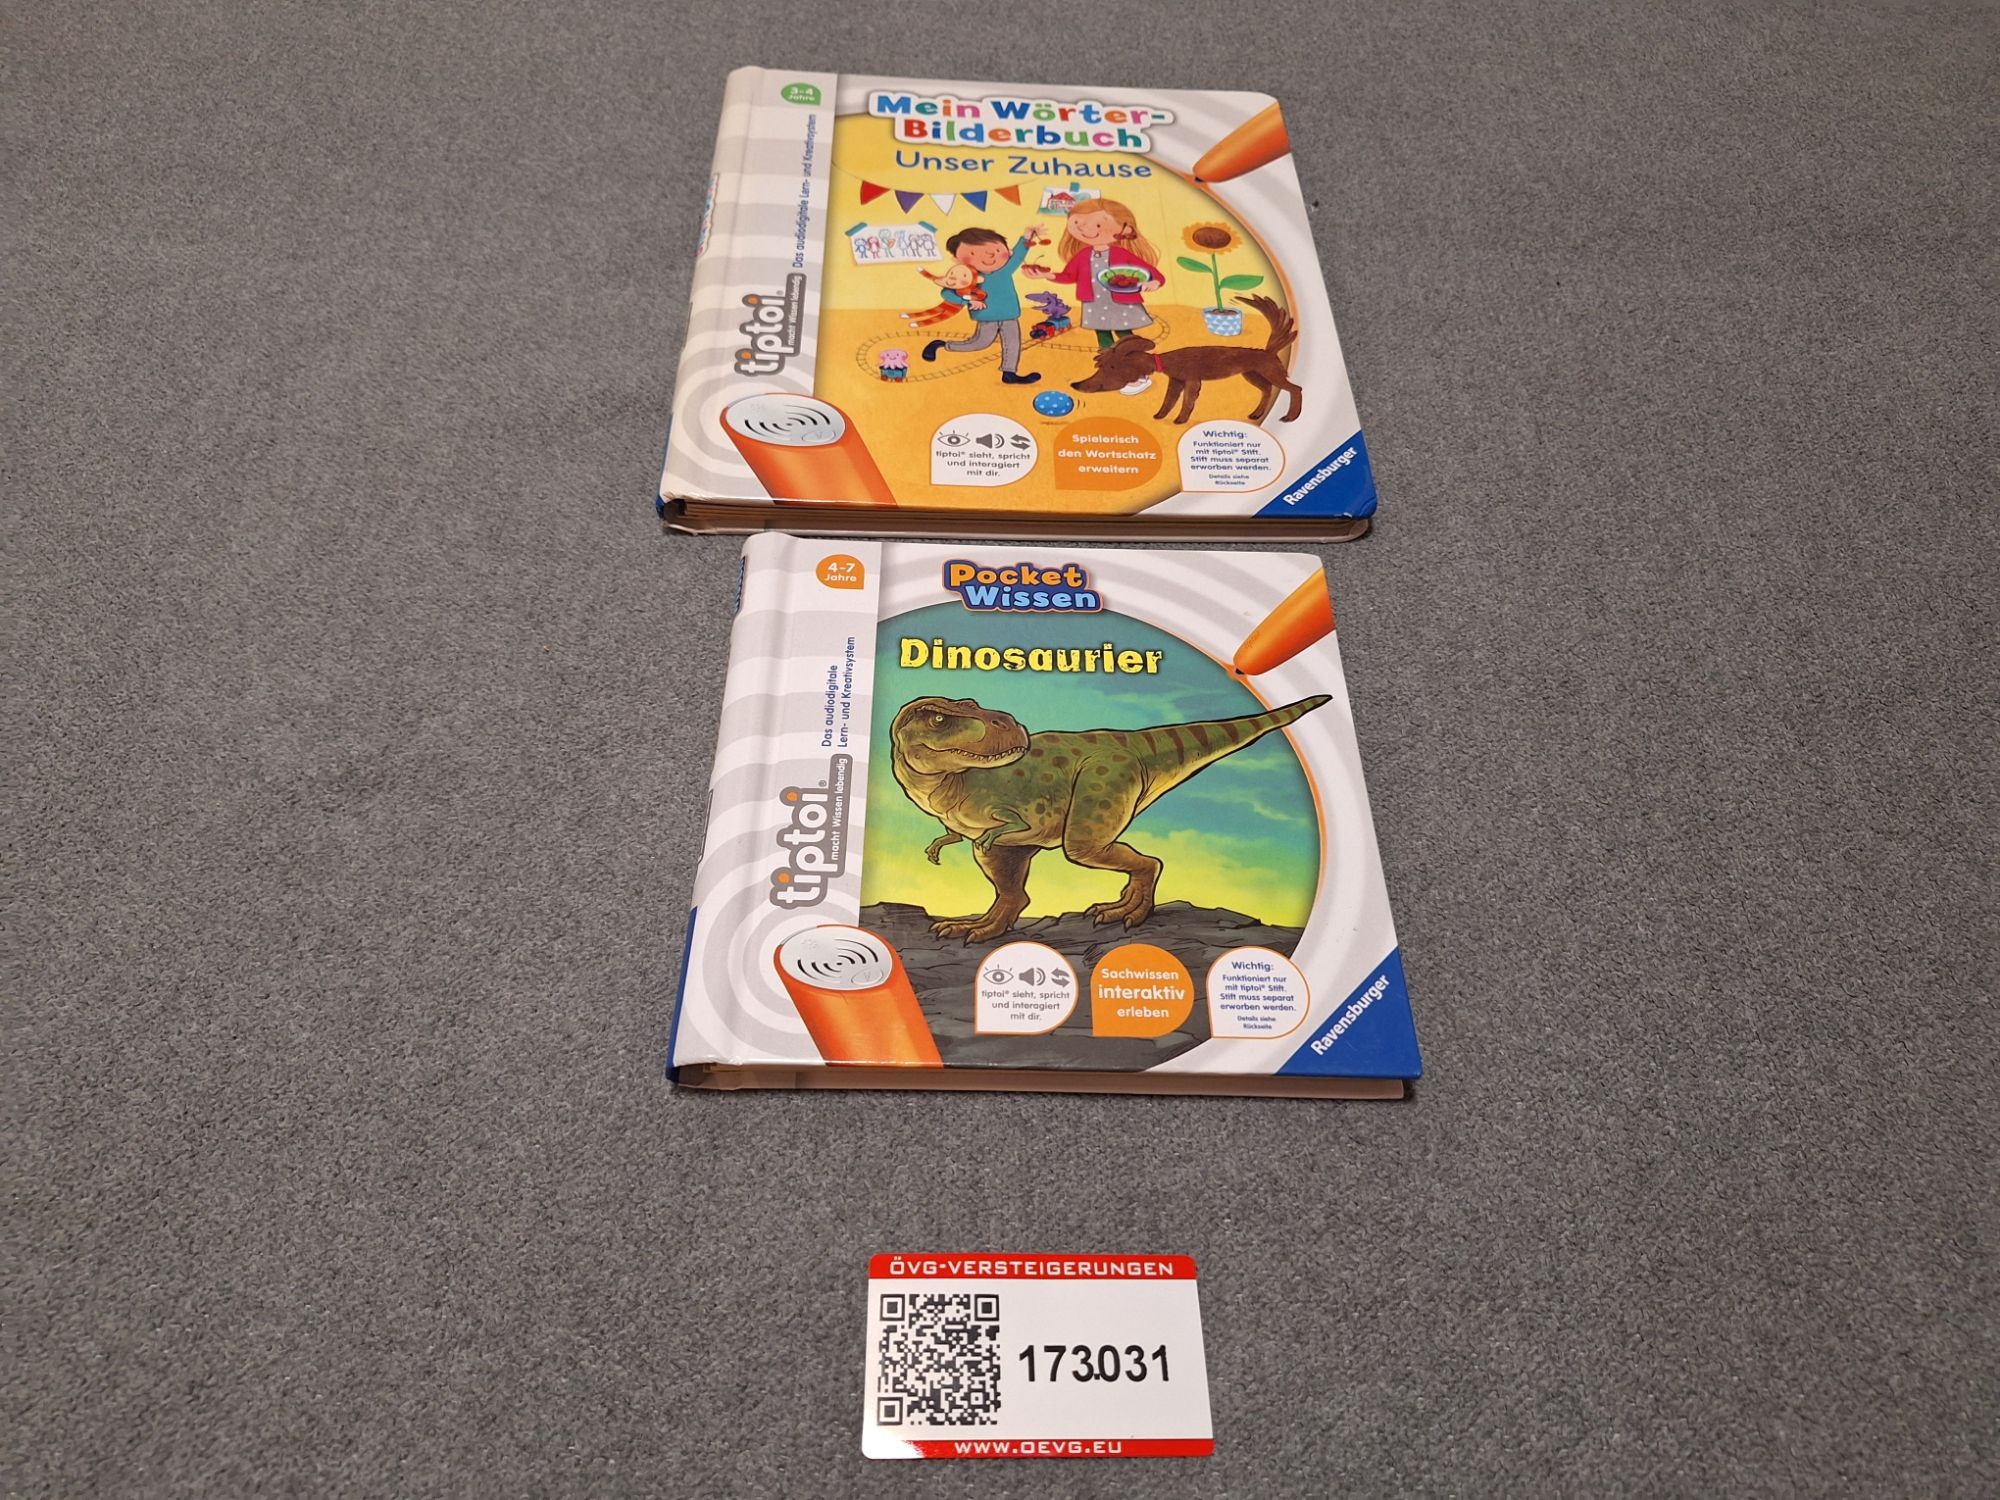 3-4
Jahre
Mein Wörter-
Bilderbuch
Unser Zuhause
Das audiodigitale Lern- und Kreativsystem
tiptoi®
macht Wissen lebendig
tiptoi® sieht, spricht
und interagiert
mit dir.
Spielerisch
den Wortschatz
erweitern
Wichtig:
Funktioniert nur
mit tiptoi® Stift.
Stift muss separat
erworben werden.
Details siehe
Rückseite
Ravensburger
4-7
Jahre
Pocket
Wissen
Dinosaurier
Das audiodigitale
Lern- und Kreativsystem
tiptoi®
macht Wissen lebendig
tiptoi® sieht, spricht
und interagiert
mit dir.
Sachwissen
interaktiv
erleben
Wichtig:
Funktioniert nur
mit tiptoi® Stift.
Stift muss separat
erworben werden.
Details siehe
Rückseite
Ravensburger
ÖVG-VERSTEIGERUNGEN
173.031
WWW.OEVG.EU